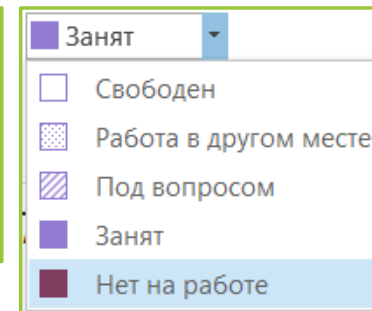 Занят
Свободен
Работа в другом месте
Под вопросом
Занят
Нет на работе